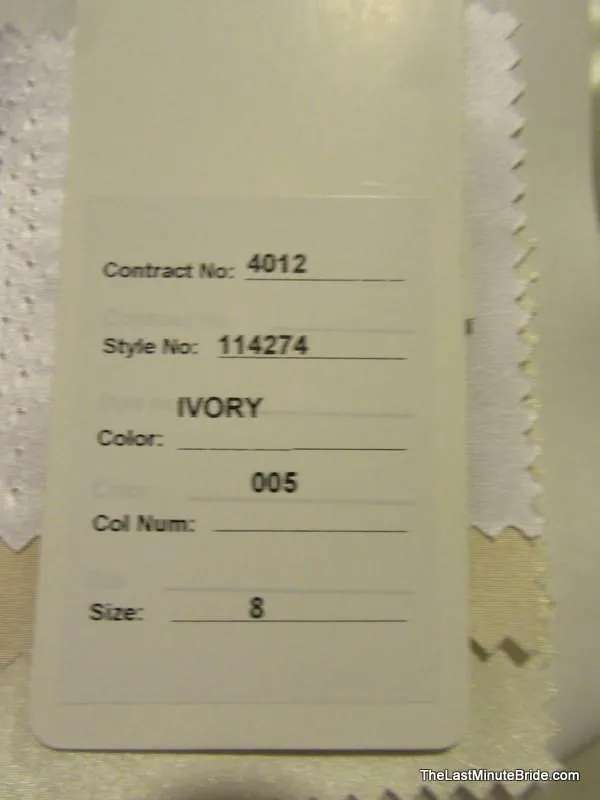 Contract No: 4012
Style No: 114274
IVORY
Color:
005
Col Num:
Size: 8
TheLastMinuteBride.com